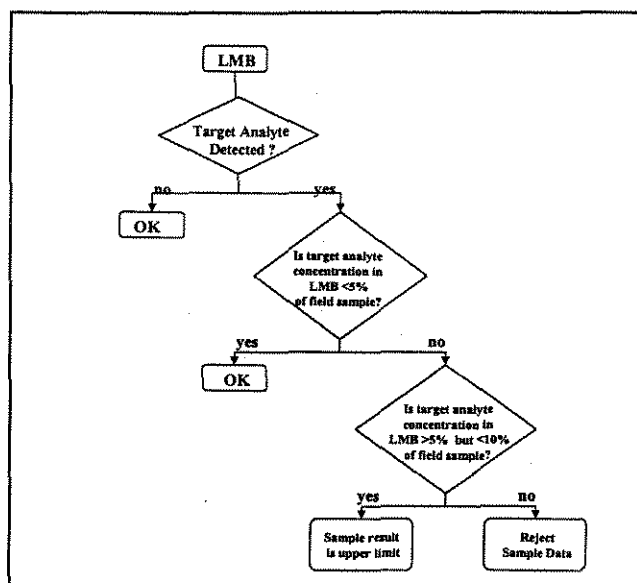 LMB
Target Analyte
Detected ?
no
yes
OK
Is target analyte
concentration in
LMB <5%
of field sample?
yes
no
OK
Is target analyte
concentration in
LMB >5% but <10%
of field sample?
yes
no
Sample result
is upper limit
Reject
Sample Data